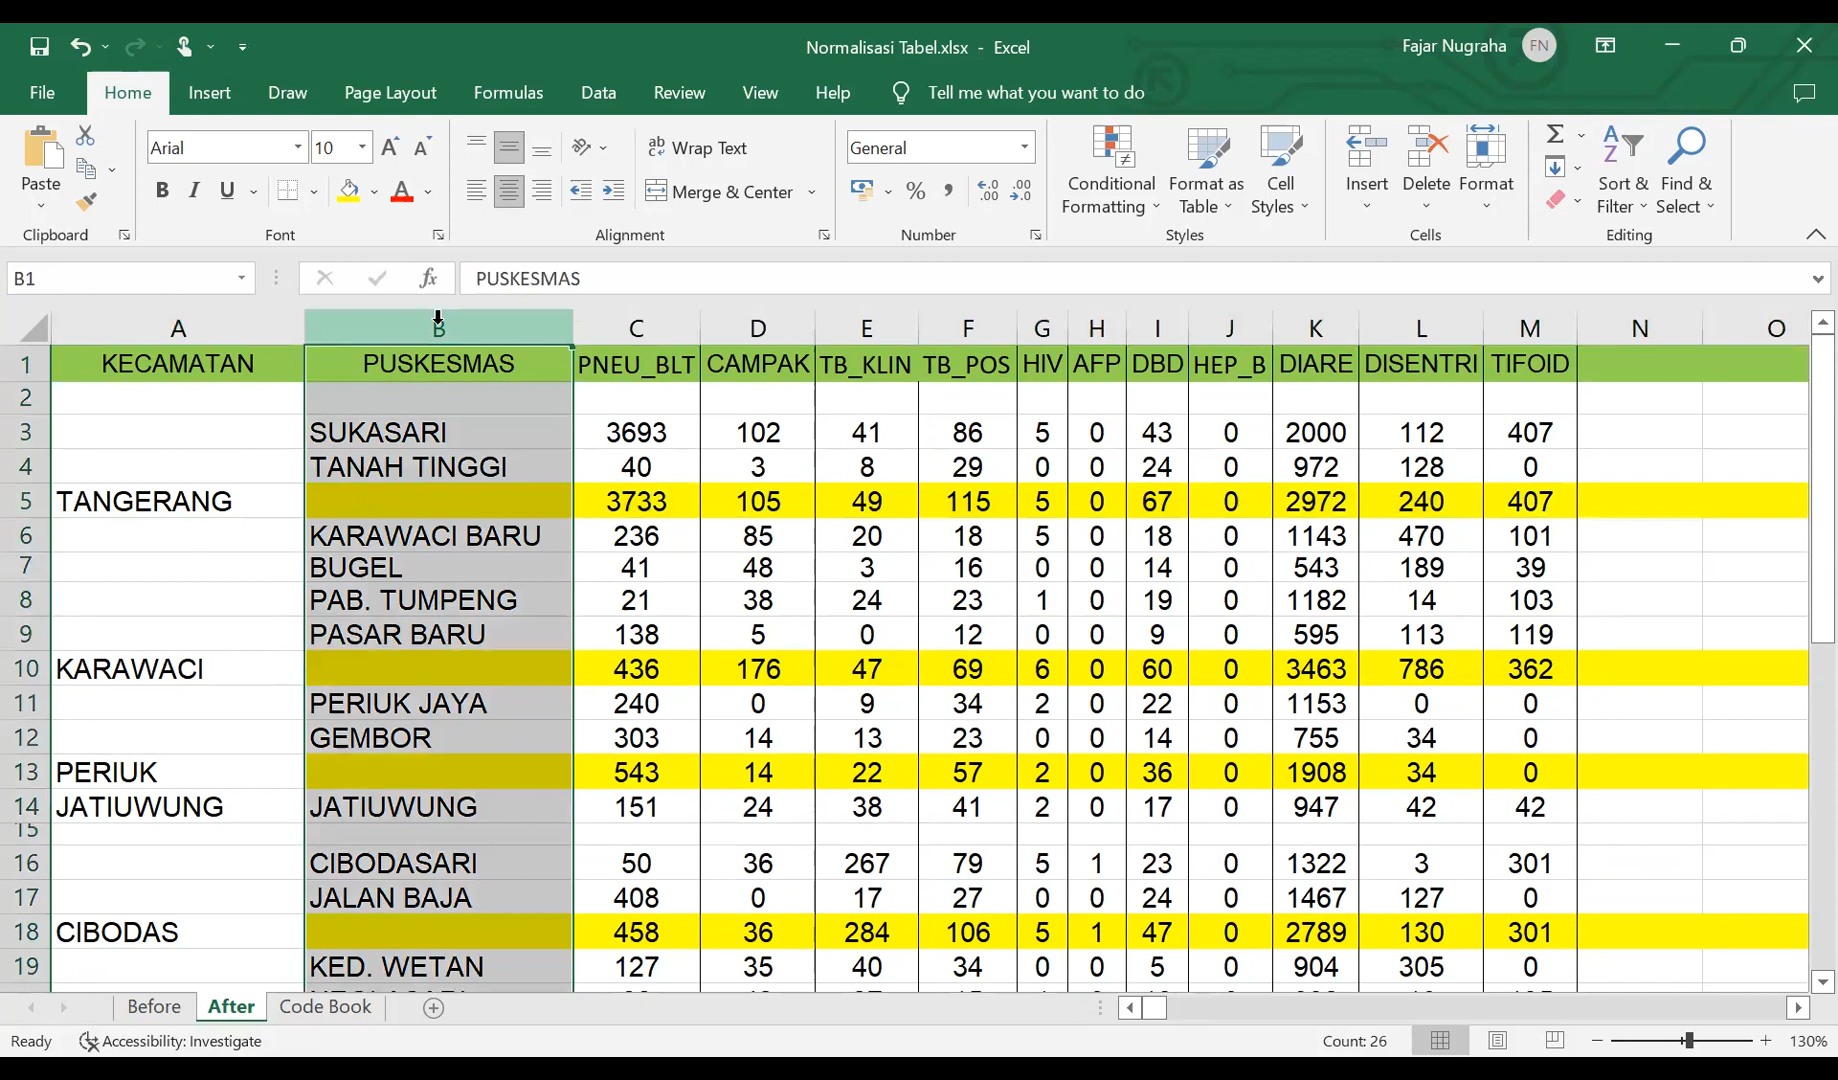 Normalisasi Tabel.xlsx - Excel
Fajar Nugraha FN
File Home Insert Draw Page Layout Formulas Data Review View Help Tell me what you want to do
Paste
Clipboard
Arial 10
B I U A
Font
Wrap Text
Merge & Center
Alignment
General
Number
Conditional Formatting
Format as Table
Cell Styles
Styles
Insert Delete Format
Cells
Sort & Filter
Find & Select
Editing
B1 fx PUSKESMAS
A B C D E F G H I J K L M N O
1 KECAMATAN PUSKESMAS PNEU_BLT CAMPAK TB_KLIN TB_POS HIV AFP DBD HEP_B DIARE DISENTRI TIFOID
2
3 SUKASARI 3693 102 41 86 5 0 43 0 2000 112 407
4 TANAH TINGGI 40 3 8 29 0 0 24 0 972 128 0
5 TANGERANG 3733 105 49 115 5 0 67 0 2972 240 407
6 KARAWACI BARU 236 85 20 18 5 0 18 0 1143 470 101
7 BUGEL 41 48 3 16 0 0 14 0 543 189 39
8 PAB. TUMPENG 21 38 24 23 1 0 19 0 1182 14 103
9 PASAR BARU 138 5 0 12 0 0 9 0 595 113 119
10 KARAWACI 436 176 47 69 6 0 60 0 3463 786 362
11 PERIUK JAYA 240 0 9 34 2 0 22 0 1153 0 0
12 GEMBOR 303 14 13 23 0 0 14 0 755 34 0
13 PERIUK 543 14 22 57 2 0 36 0 1908 34 0
14 JATIUWUNG JATIUWUNG 151 24 38 41 2 0 17 0 947 42 42
15
16 CIBODASARI 50 36 267 79 5 1 23 0 1322 3 301
17 JALAN BAJA 408 0 17 27 0 0 24 0 1467 127 0
18 CIBODAS 458 36 284 106 5 1 47 0 2789 130 301
19 KED. WETAN 127 35 40 34 0 0 5 0 904 305 0
Before After Code Book
Ready Accessibility: Investigate Count: 26 130%